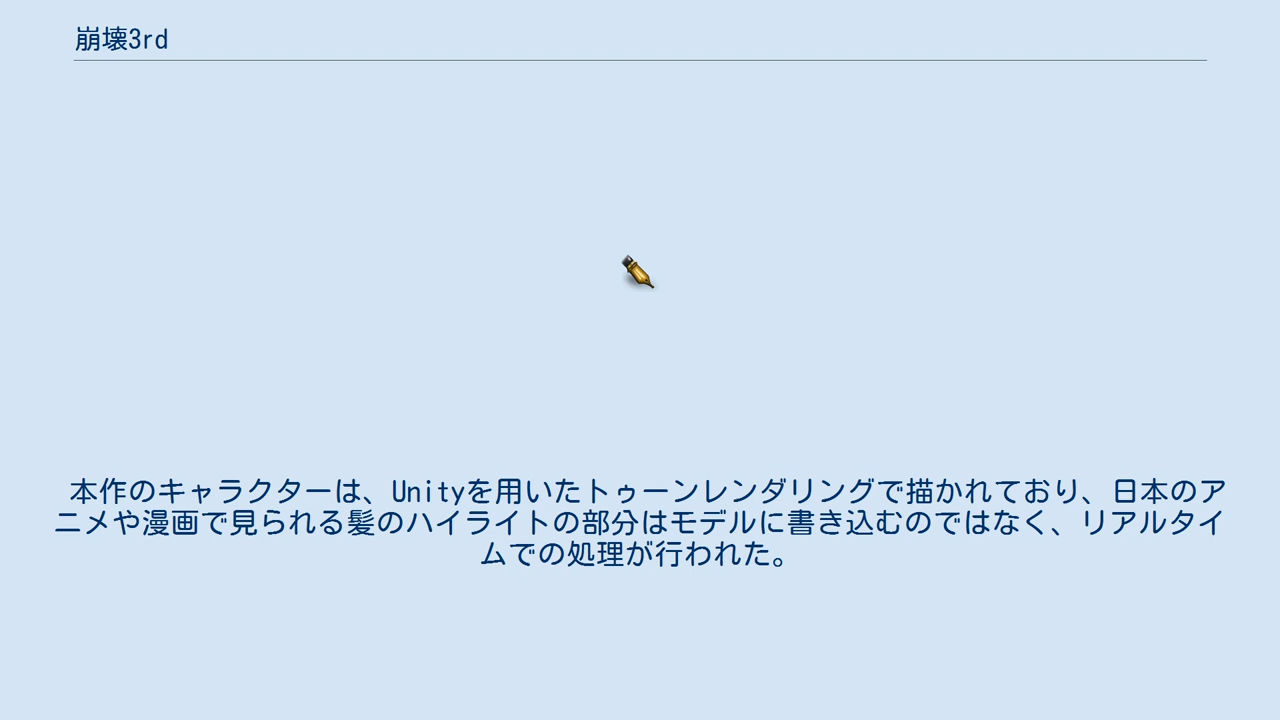 崩壊3rd
本作のキャラクターは、Unityを用いたトゥーンレンダリングで描かれており、日本のア
ニメや漫画で見られる髪のハイライトの部分はモデルに書き込むのではなく、リアルタイ
ムでの処理が行われた。